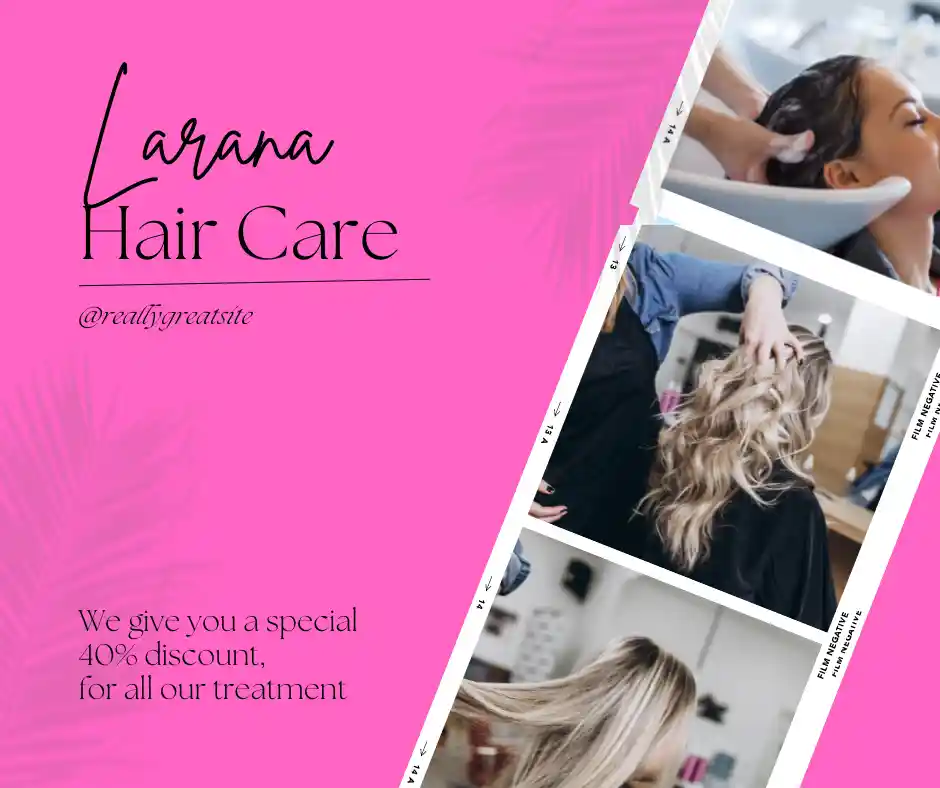 Larana
Hair Care
@reallygreatsite
We give you a special
40% discount,
for all our treatment
→ 14 A
→ 13
→ 13 A
→ 14
→ 14 A
FILM NEGATIVE
FILM NEGATIVE
FILM NEGATIVE
FILM NEGATIVE